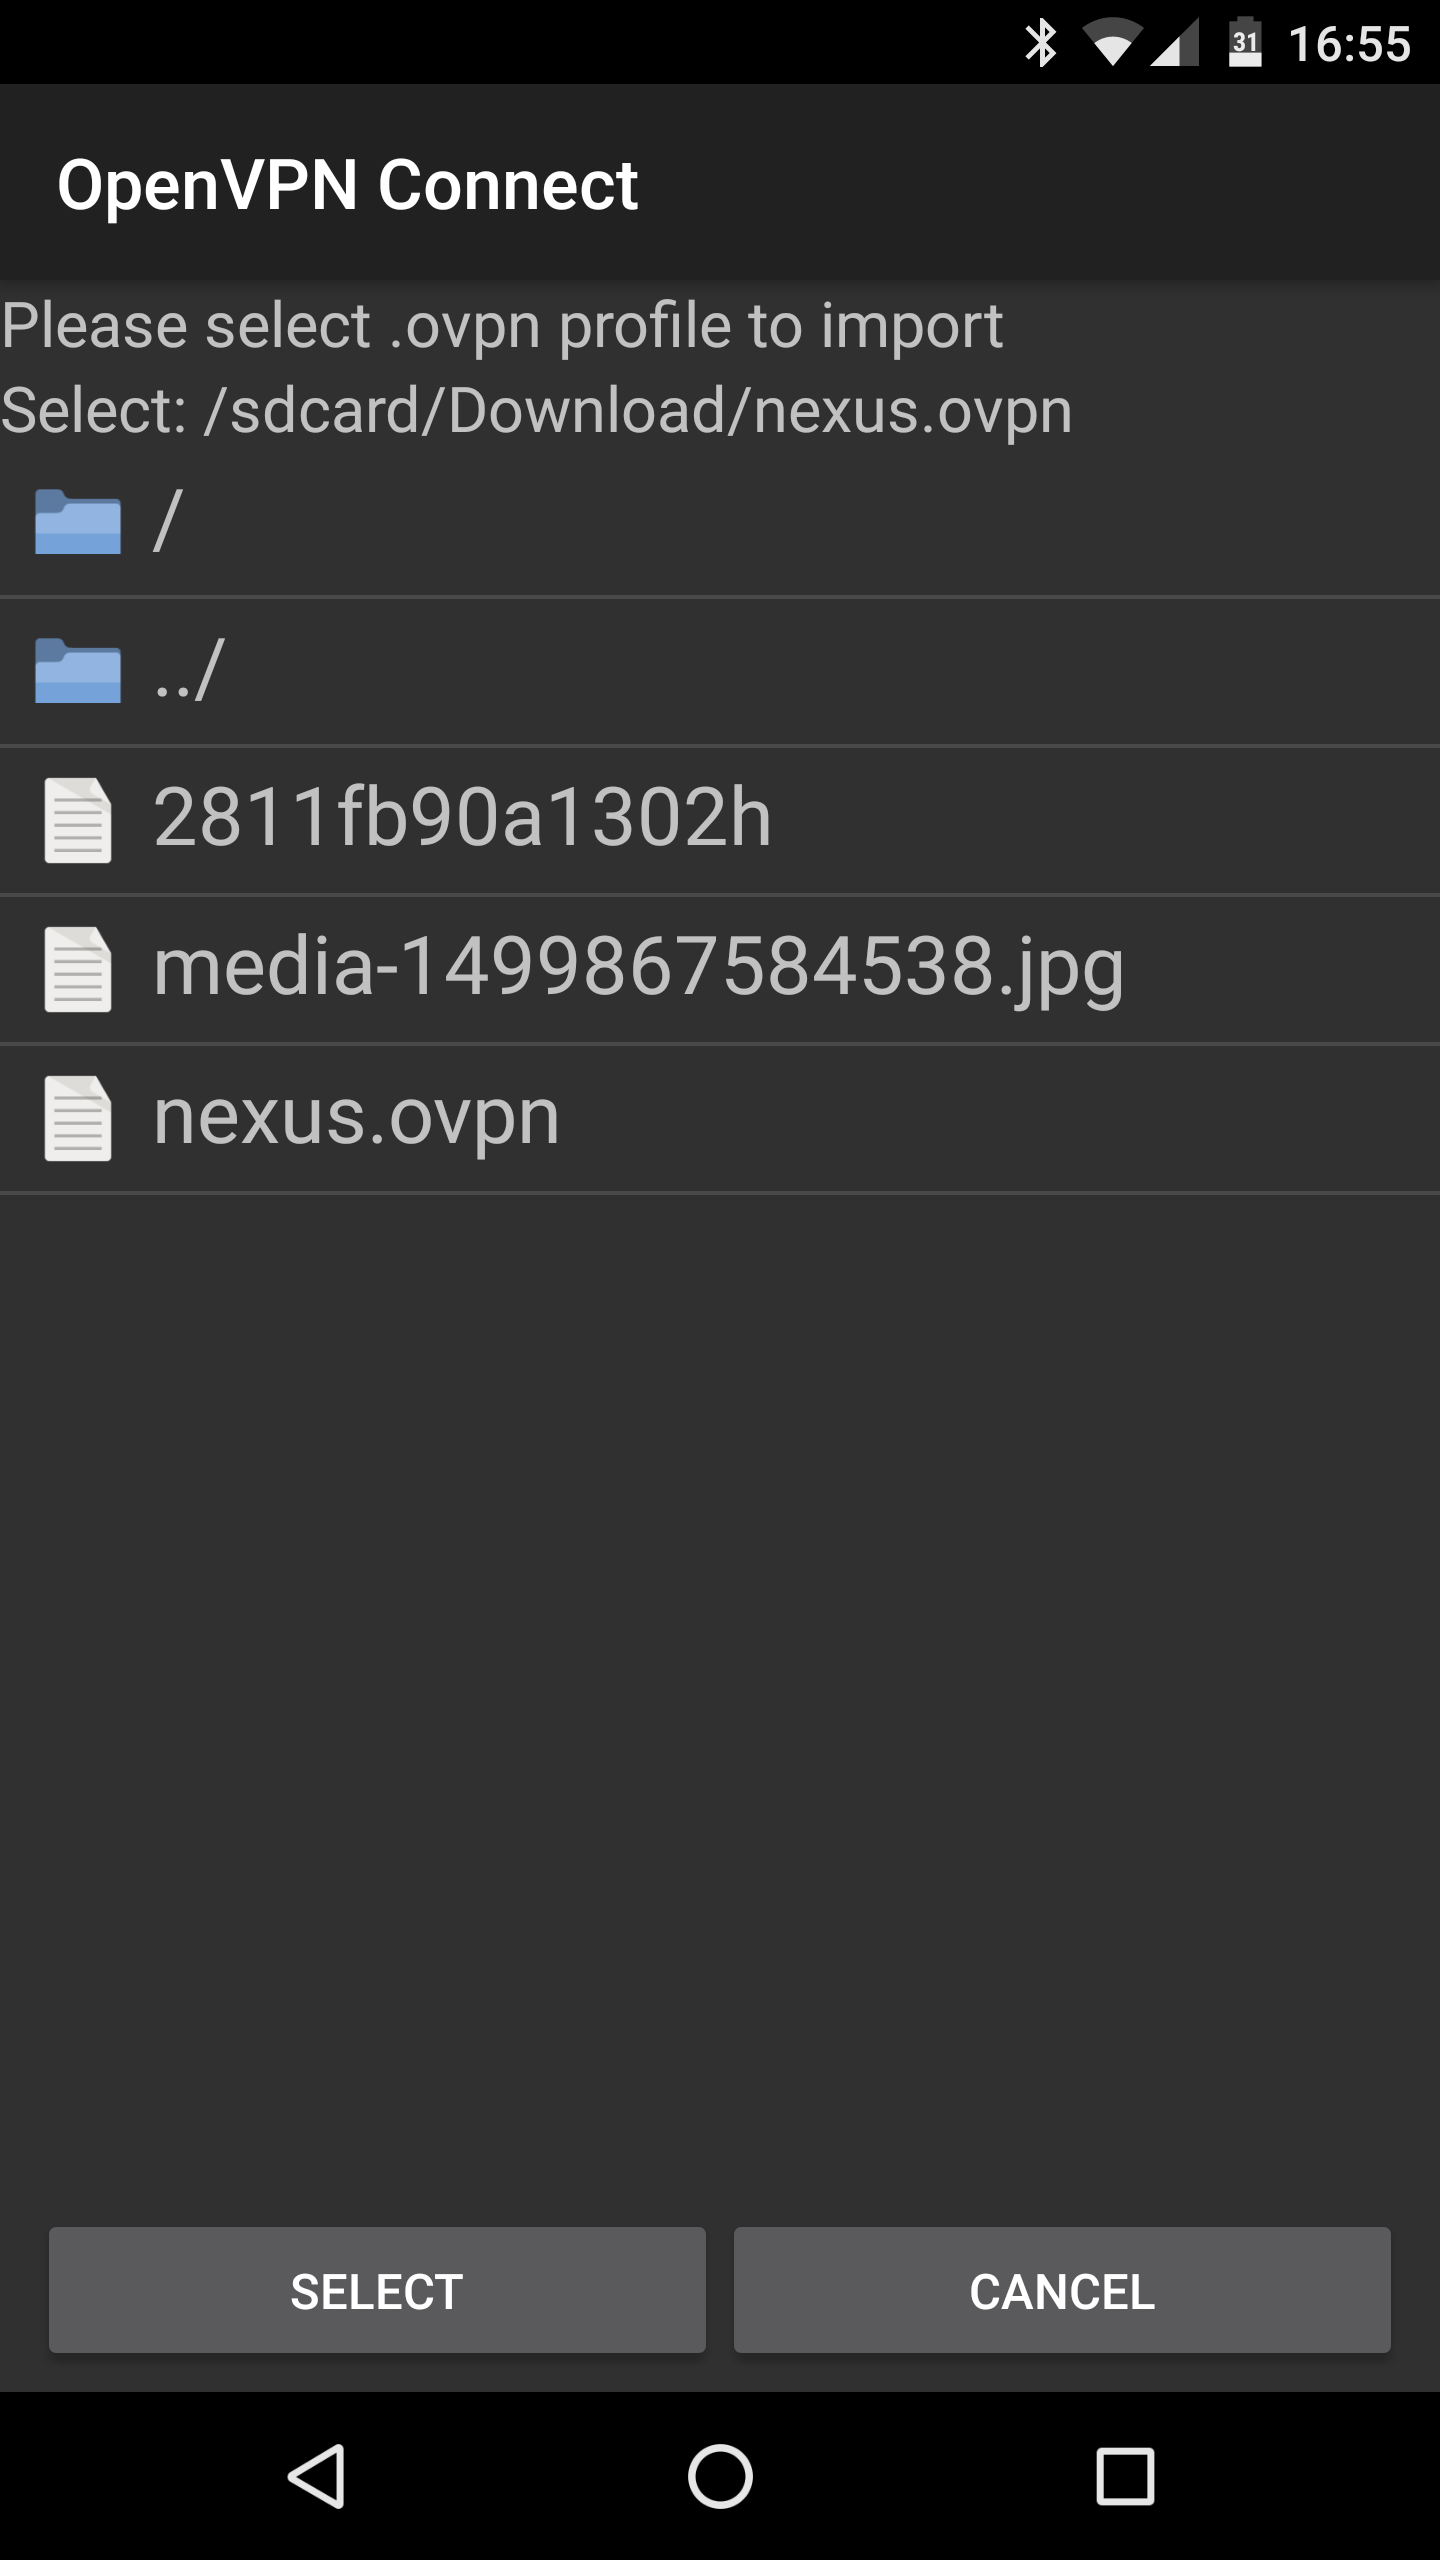 31 16:55
OpenVPN Connect
Please select .ovpn profile to import
Select: /sdcard/Download/nexus.ovpn
/
../
2811fb90a1302h
media-1499867584538.jpg
nexus.ovpn
SELECT CANCEL